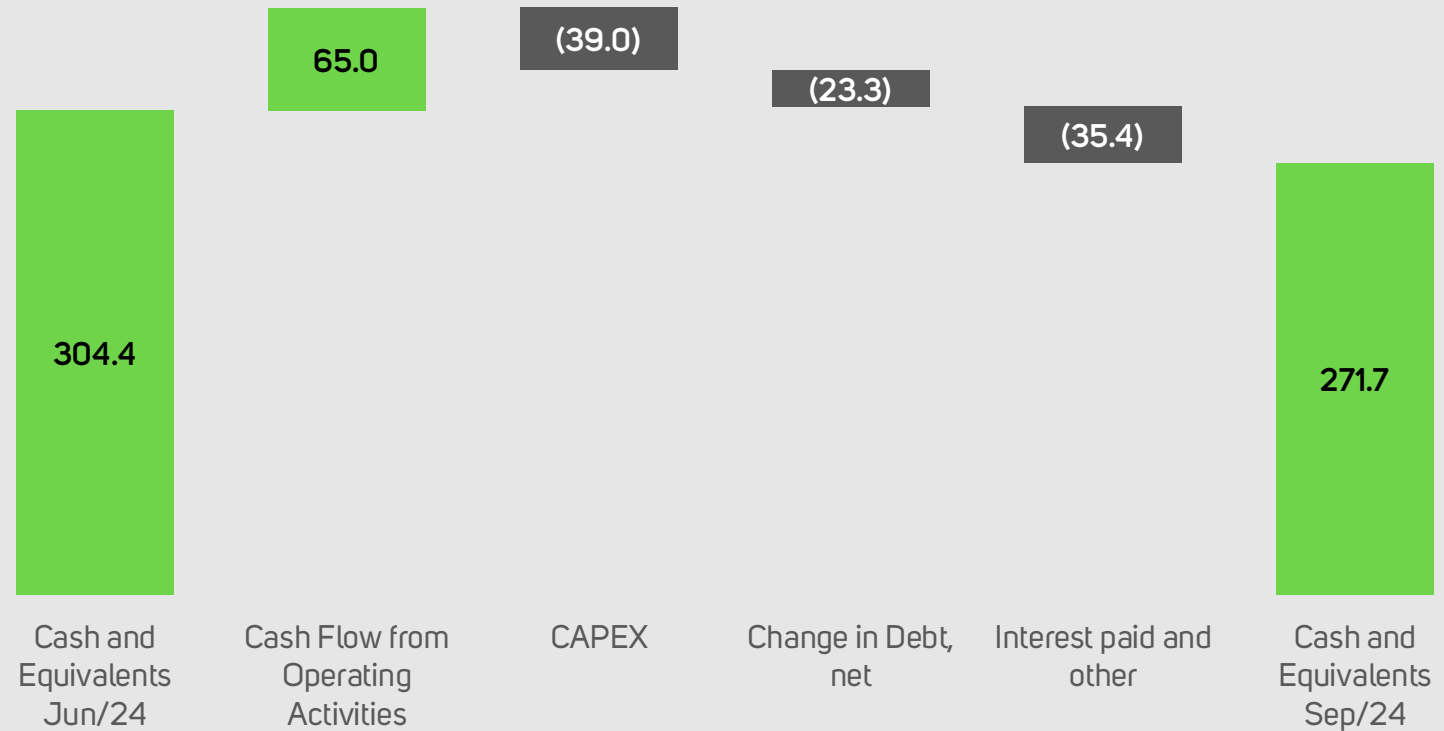 65.0
(39.0)
(23.3)
(35.4)
304.4
271.7
Cash and
Equivalents
Jun/24
Cash Flow from
Operating
Activities
CAPEX
Change in Debt,
net
Interest paid and
other
Cash and
Equivalents
Sep/24